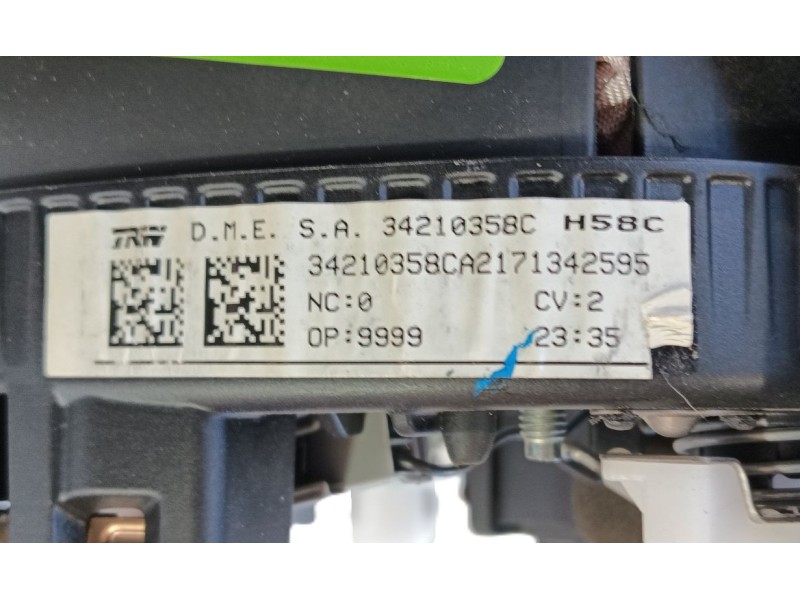 TRW D.M.E. S.A. 34210358C H58C
34210358CA2171342595
NC:0 CV:2
OP:9999 23:35